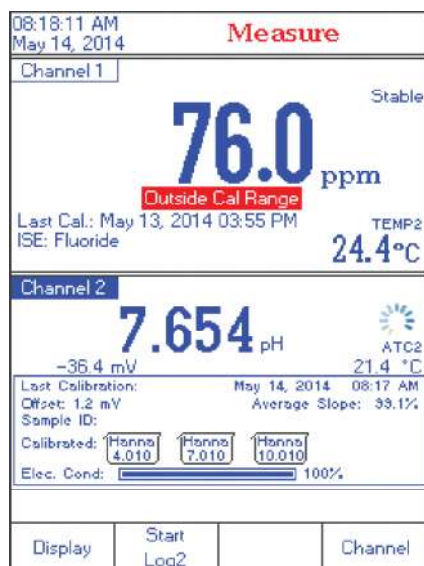 08:18:11 AM
May 14, 2014
Measure
Channel 1
Stable
76.0 ppm
Outside Cal Range
Last Cal.: May 13, 2014 03:55 PM
ISE: Fluoride
TEMP2
24.4°C
Channel 2
7.654 pH
ATC2
-36.4 mV
21.4 °C
Last Calibration: May 14, 2014 08:17 AM
Offset: 1.2 mV Average Slope: 99.1%
Sample ID:
Calibrated: Hanna 4.010 Hanna 7.010 Hanna 10.010
Elec. Cond: 100%
Display
Start Log2
Channel